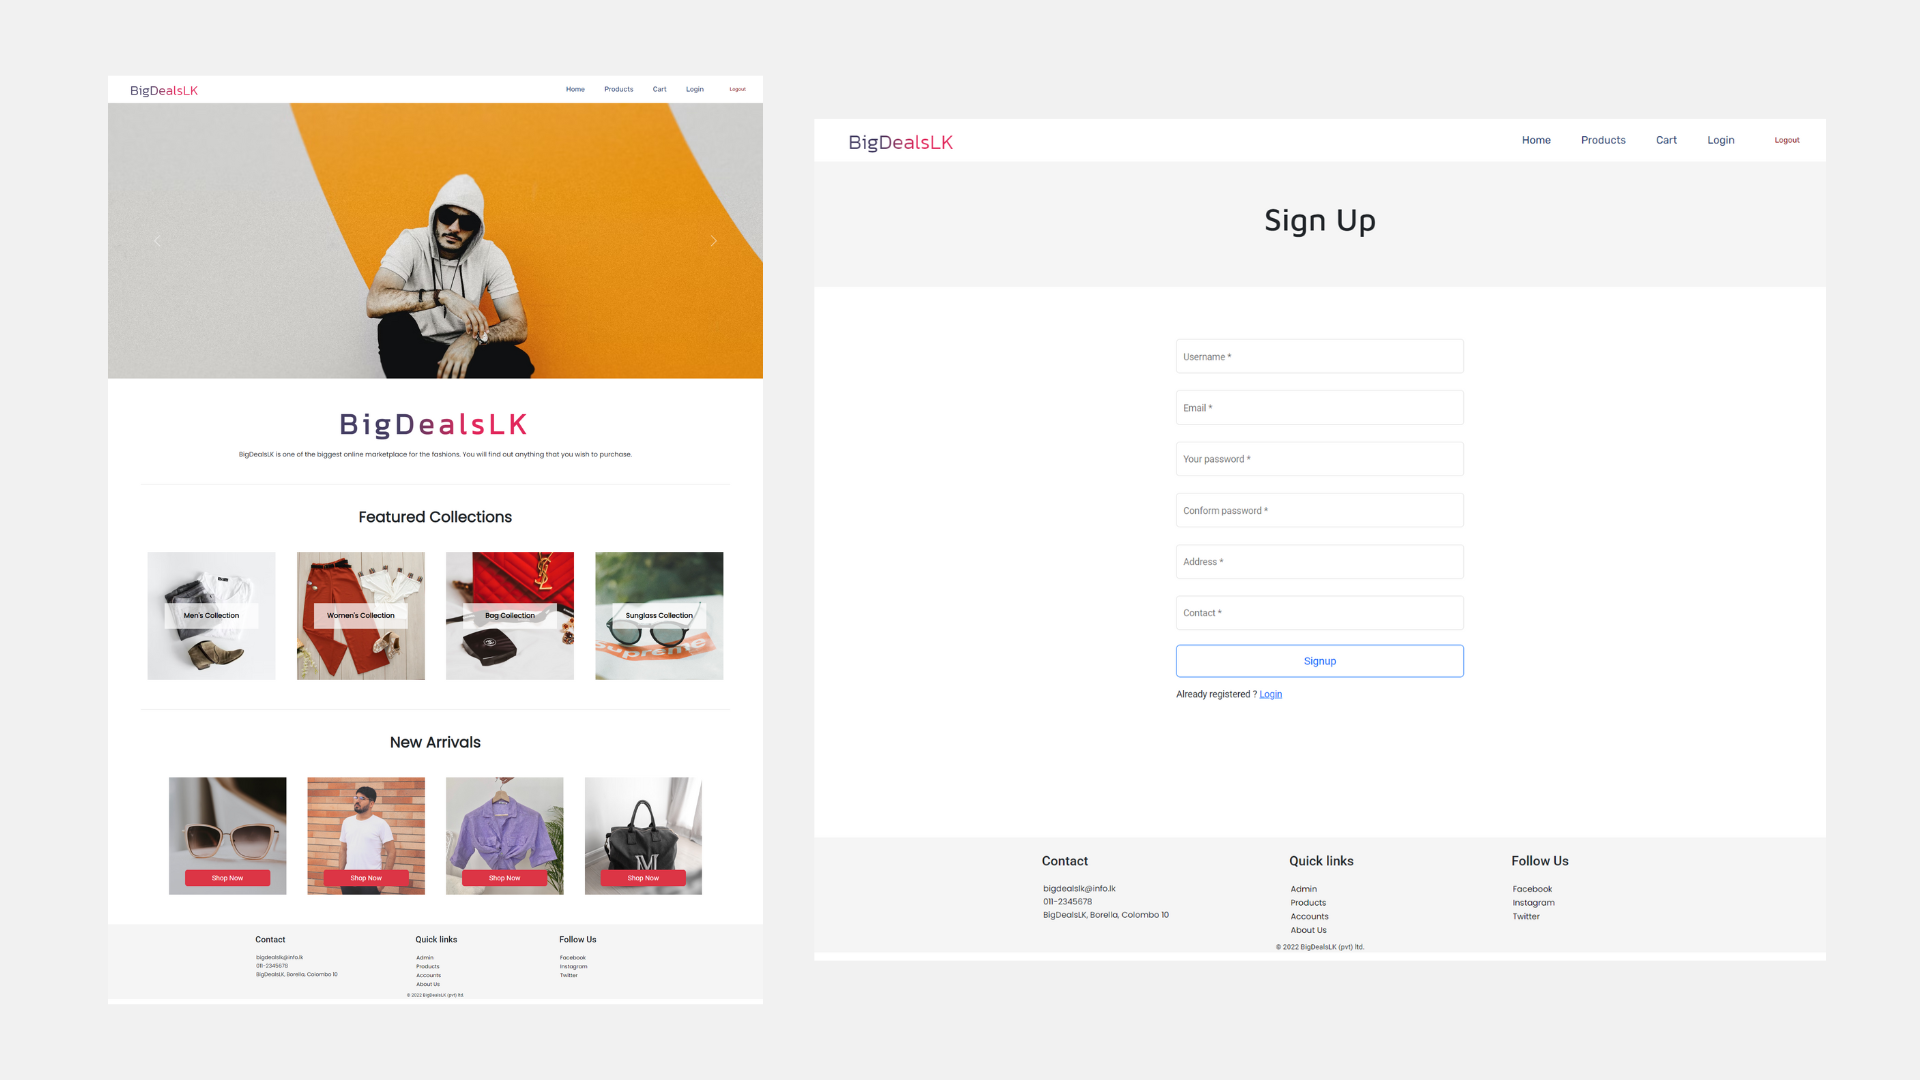 BigDealsLK
Home Products Cart Login Logout
BigDealsLK
BigDealsLK is one of the biggest online marketplace for the fashions. You will find out anything that you wish to purchase.
Featured Collections
Men's Collection
Women's Collection
Bag Collection
Sunglass Collection
upreme
New Arrivals
M
Shop Now
Shop Now
Shop Now
Shop Now
Contact
bigdealslk@info.lk
011-2345678
BigDealsLK, Borella, Colombo 10
Quick links
Admin
Products
Accounts
About Us
Follow Us
Facebook
Instagram
Twitter
© 2022 BigDealsLK (pvt) ltd.
BigDealsLK
Home Products Cart Login Logout
Sign Up
Username *
Email *
Your password *
Conform password *
Address *
Contact *
Signup
Already registered ? Login
Contact
bigdealslk@info.lk
011-2345678
BigDealsLK, Borella, Colombo 10
Quick links
Admin
Products
Accounts
About Us
Follow Us
Facebook
Instagram
Twitter
© 2022 BigDealsLK (pvt) ltd.